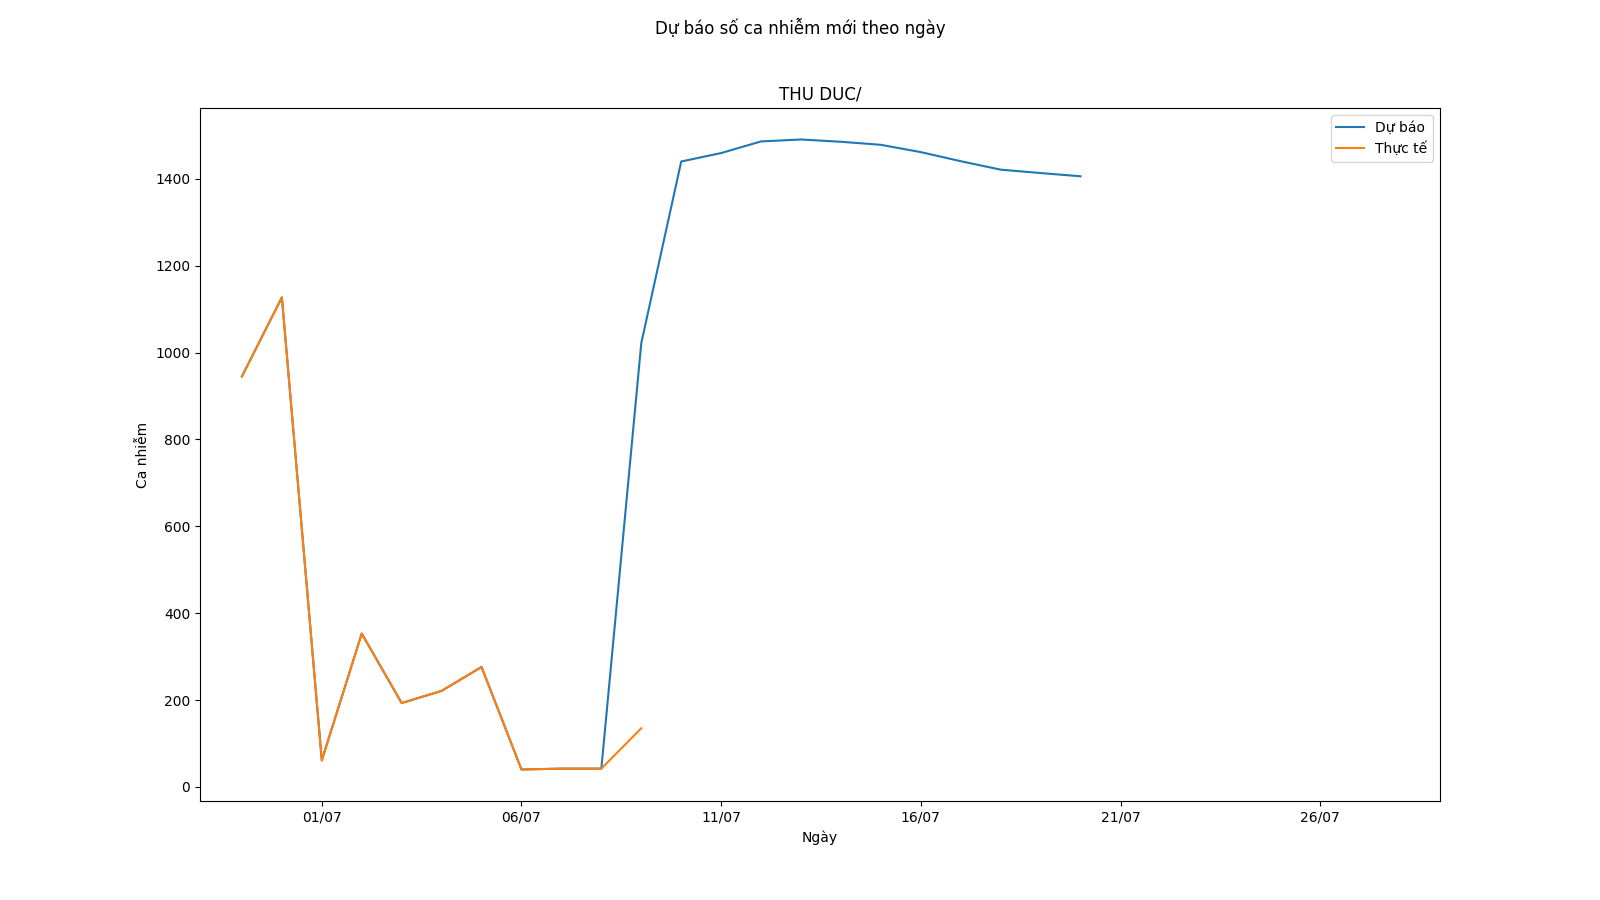 Dự báo số ca nhiễm mới theo ngày
THU DUC/
Dự báo
Thực tế
1400
1200
1000
800
600
400
200
0
Ca nhiễm
01/07
06/07
11/07
16/07
21/07
26/07
Ngày